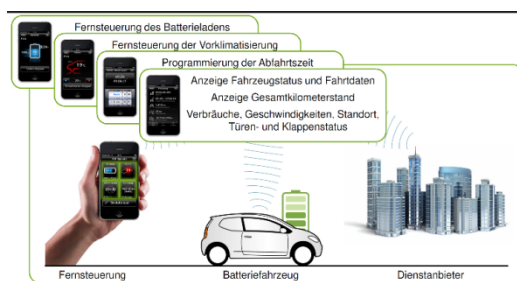 Fernsteuerung des Batterieladens
Fernsteuerung der Vorklimatisierung
Programmierung der Abfahrtszeit
Anzeige Fahrzeugstatus und Fahrtdaten
Anzeige Gesamtkilometerstand
Verbräuche, Geschwindigkeiten, Standort,
Türen- und Klappenstatus
Fernsteuerung
Batteriefahrzeug
Dienstanbieter